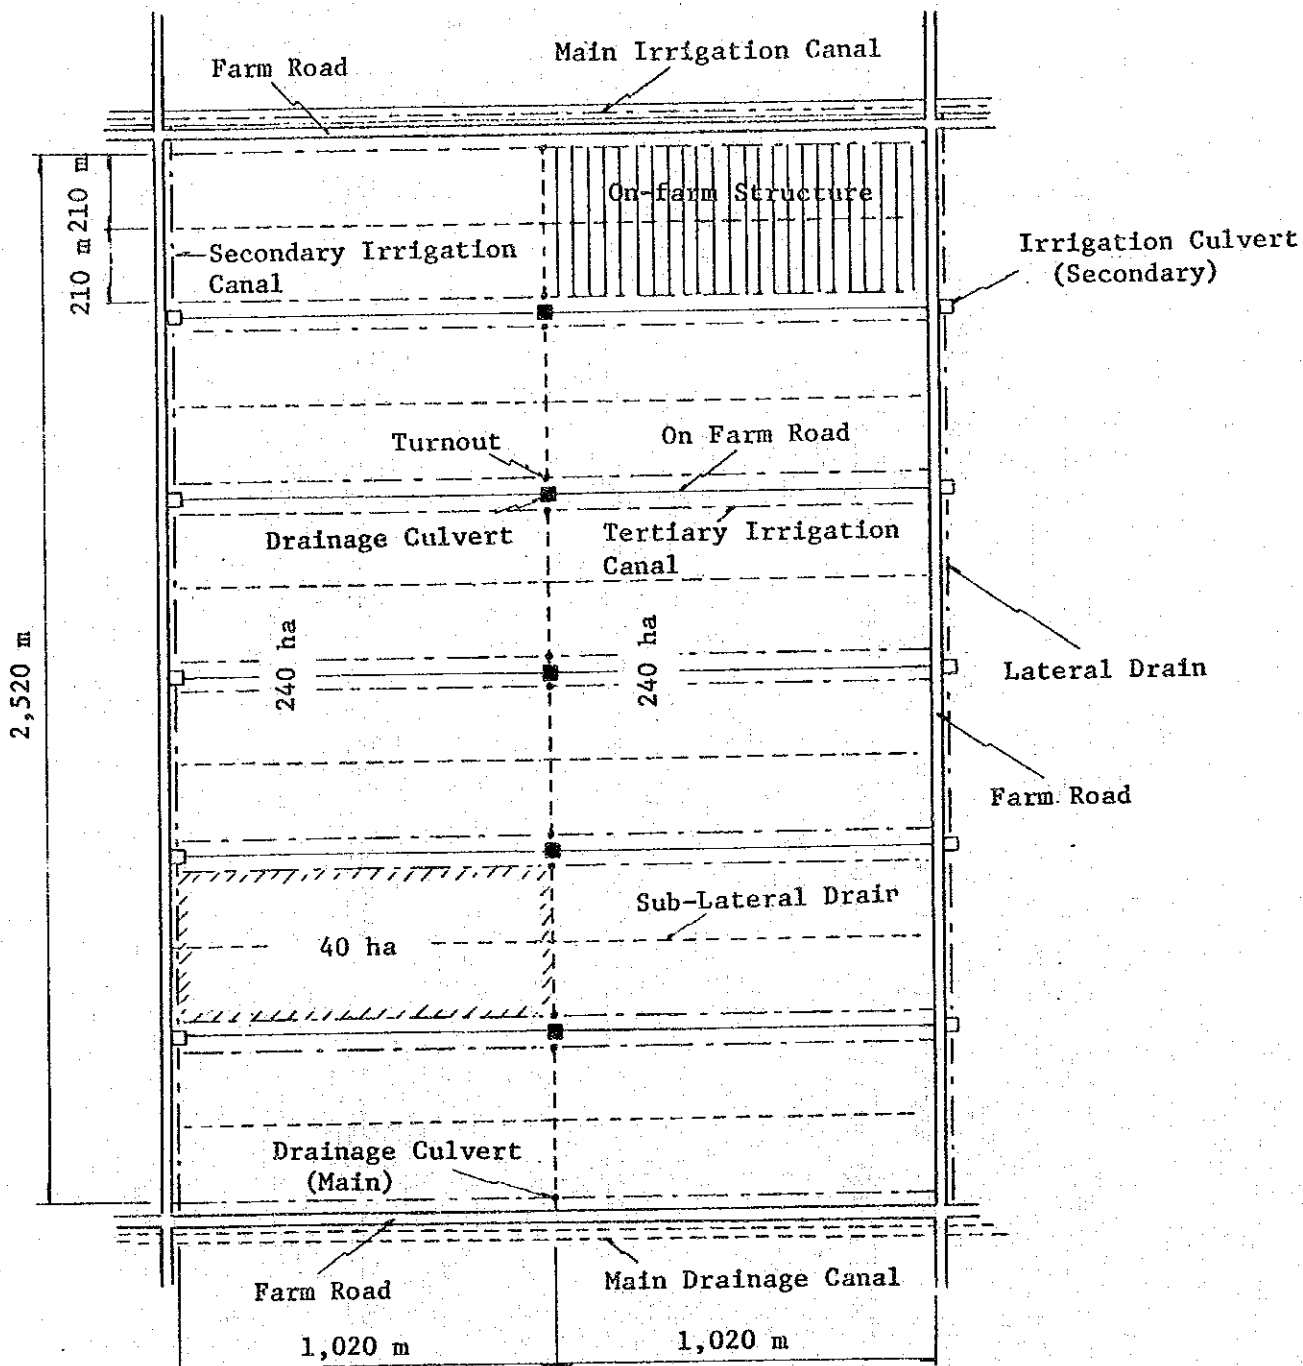 Main Irrigation Canal
Farm Road
210 m
210 m
On-farm Structure
Secondary Irrigation
Canal
Irrigation Culvert
(Secondary)
Turnout
On Farm Road
Drainage Culvert
Tertiary Irrigation
Canal
2,520 m
240 ha
240 ha
Lateral Drain
Farm Road
Sub-Lateral Drain
40 ha
Drainage Culvert
(Main)
Farm Road
Main Drainage Canal
1,020 m
1,020 m